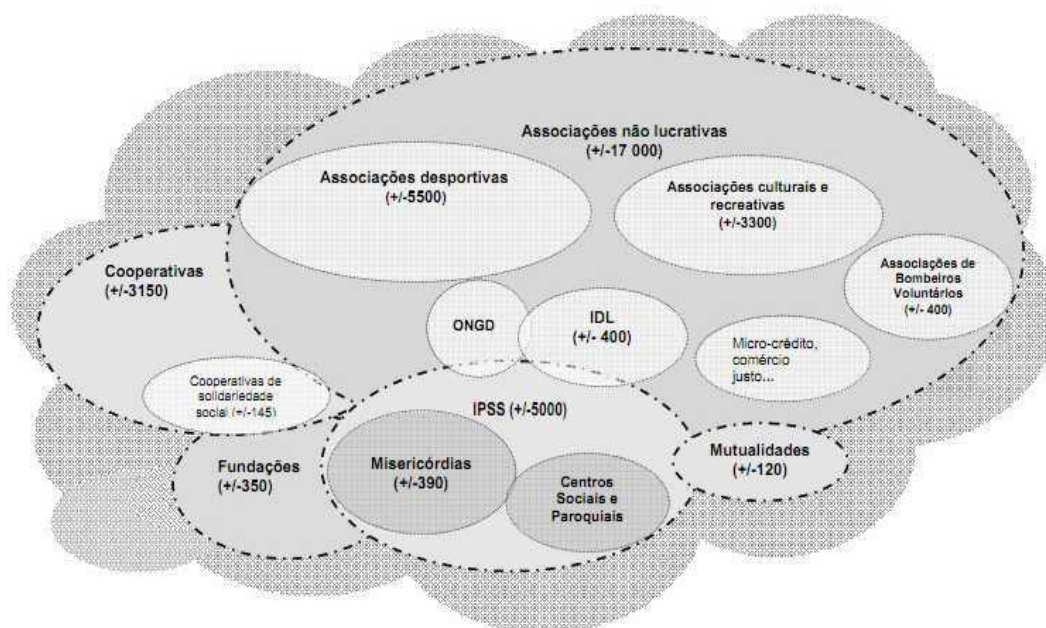 Associações não lucrativas
(+/-17 000)
Associações desportivas
(+/-5500)
Associações culturais e
recreativas
(+/-3300)
Cooperativas
(+/-3150)
Associações de
Bombeiros
Voluntários
(+/- 400)
ONGD
IDL
(+/- 400)
Micro-crédito,
comércio
justo...
Cooperativas de
solidariedade
social (+/-145)
IPSS (+/-5000)
Fundações
(+/-350)
Misericórdias
(+/-390)
Mutualidades
(+/-120)
Centros
Sociais e
Paroquiais